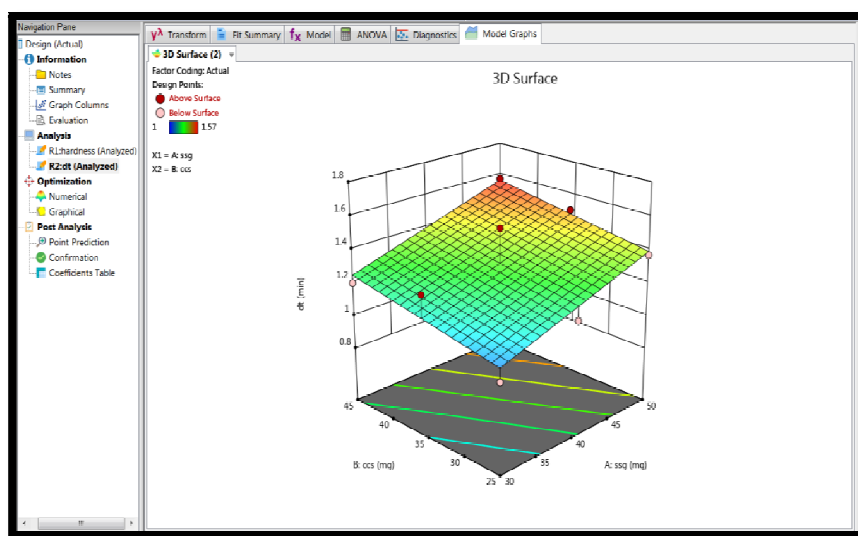 Navigation Pane
Design (Actual)
Information
Notes
Summary
Graph Columns
Evaluation
Analysis
R1:hardness (Analyzed)
R2:dt (Analyzed)
Optimization
Numerical
Graphical
Post Analysis
Point Prediction
Confirmation
Coefficients Table
yλ Transform
Fit Summary
fx Model
ANOVA
Diagnostics
Model Graphs
3D Surface (2)
Factor Coding: Actual
Design Points:
Above Surface
Below Surface
1 1.57
X1 = A: ssg
X2 = B: ccs
3D Surface
1.8
1.6
1.4
1.2
1
0.8
dt (min)
45
40
35
30
25
B: ccs (mg)
30
35
40
45
50
A: ssg (mg)